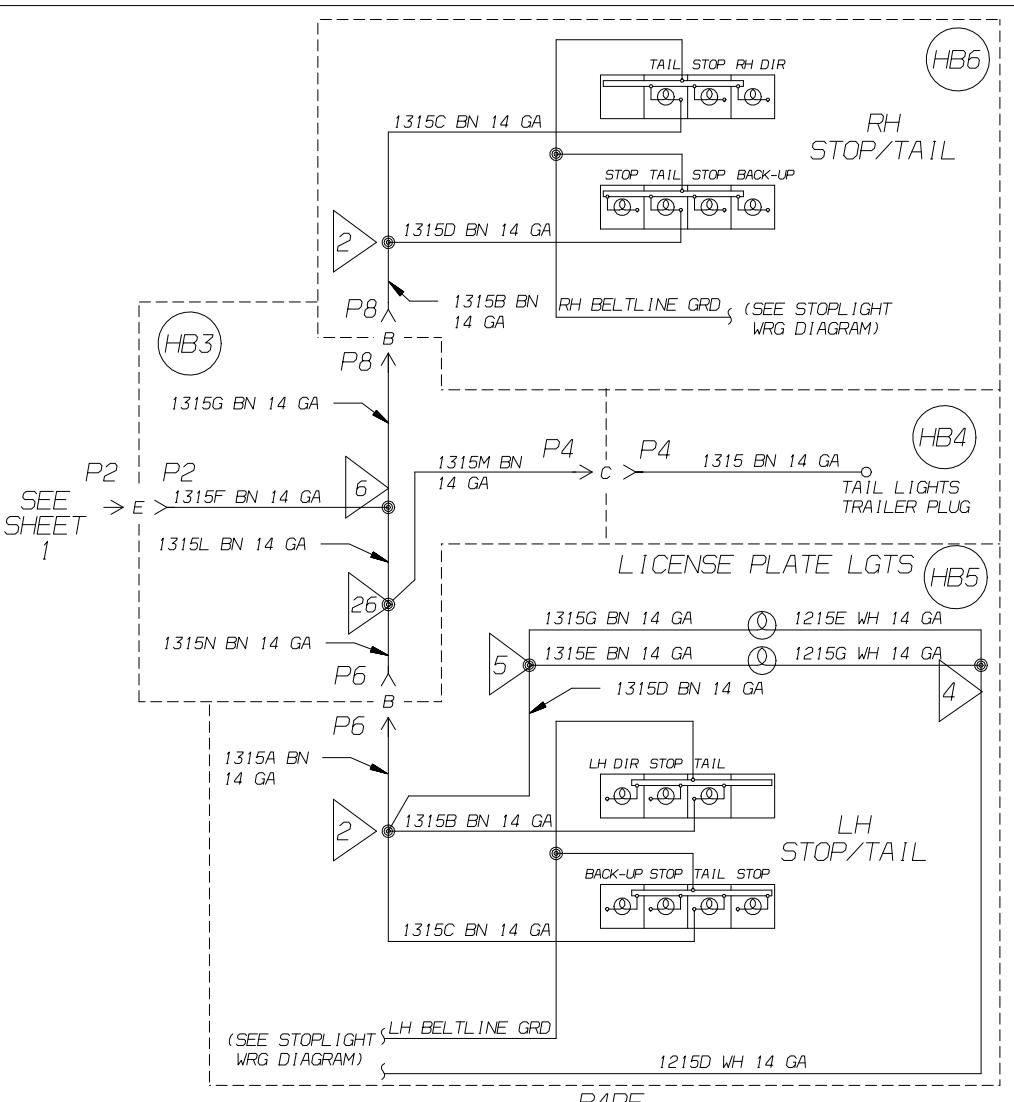 HB6
TAIL STOP RH DIR
1315C BN 14 GA
RH
STOP/TAIL
STOP TAIL STOP BACK-UP
2
1315D BN 14 GA
P8
1315B BN
14 GA
RH BELTLINE GRD
(SEE STOPLIGHT
WRG DIAGRAM)
HB3
B
P8
1315G BN 14 GA
HB4
P2
P2
6
1315M BN
14 GA
P4
P4
1315 BN 14 GA
C
SEE
SHEET
1
E
1315F BN 14 GA
TAIL LIGHTS
TRAILER PLUG
1315L BN 14 GA
LICENSE PLATE LGTS
HB5
26
1315G BN 14 GA
1215E WH 14 GA
1315N BN 14 GA
5
1315E BN 14 GA
1215G WH 14 GA
P6
1315D BN 14 GA
4
B
P6
1315A BN
14 GA
LH DIR STOP TAIL
2
1315B BN 14 GA
LH
STOP/TAIL
BACK-UP STOP TAIL STOP
1315C BN 14 GA
(SEE STOPLIGHT
WRG DIAGRAM)
LH BELTLINE GRD
1215D WH 14 GA